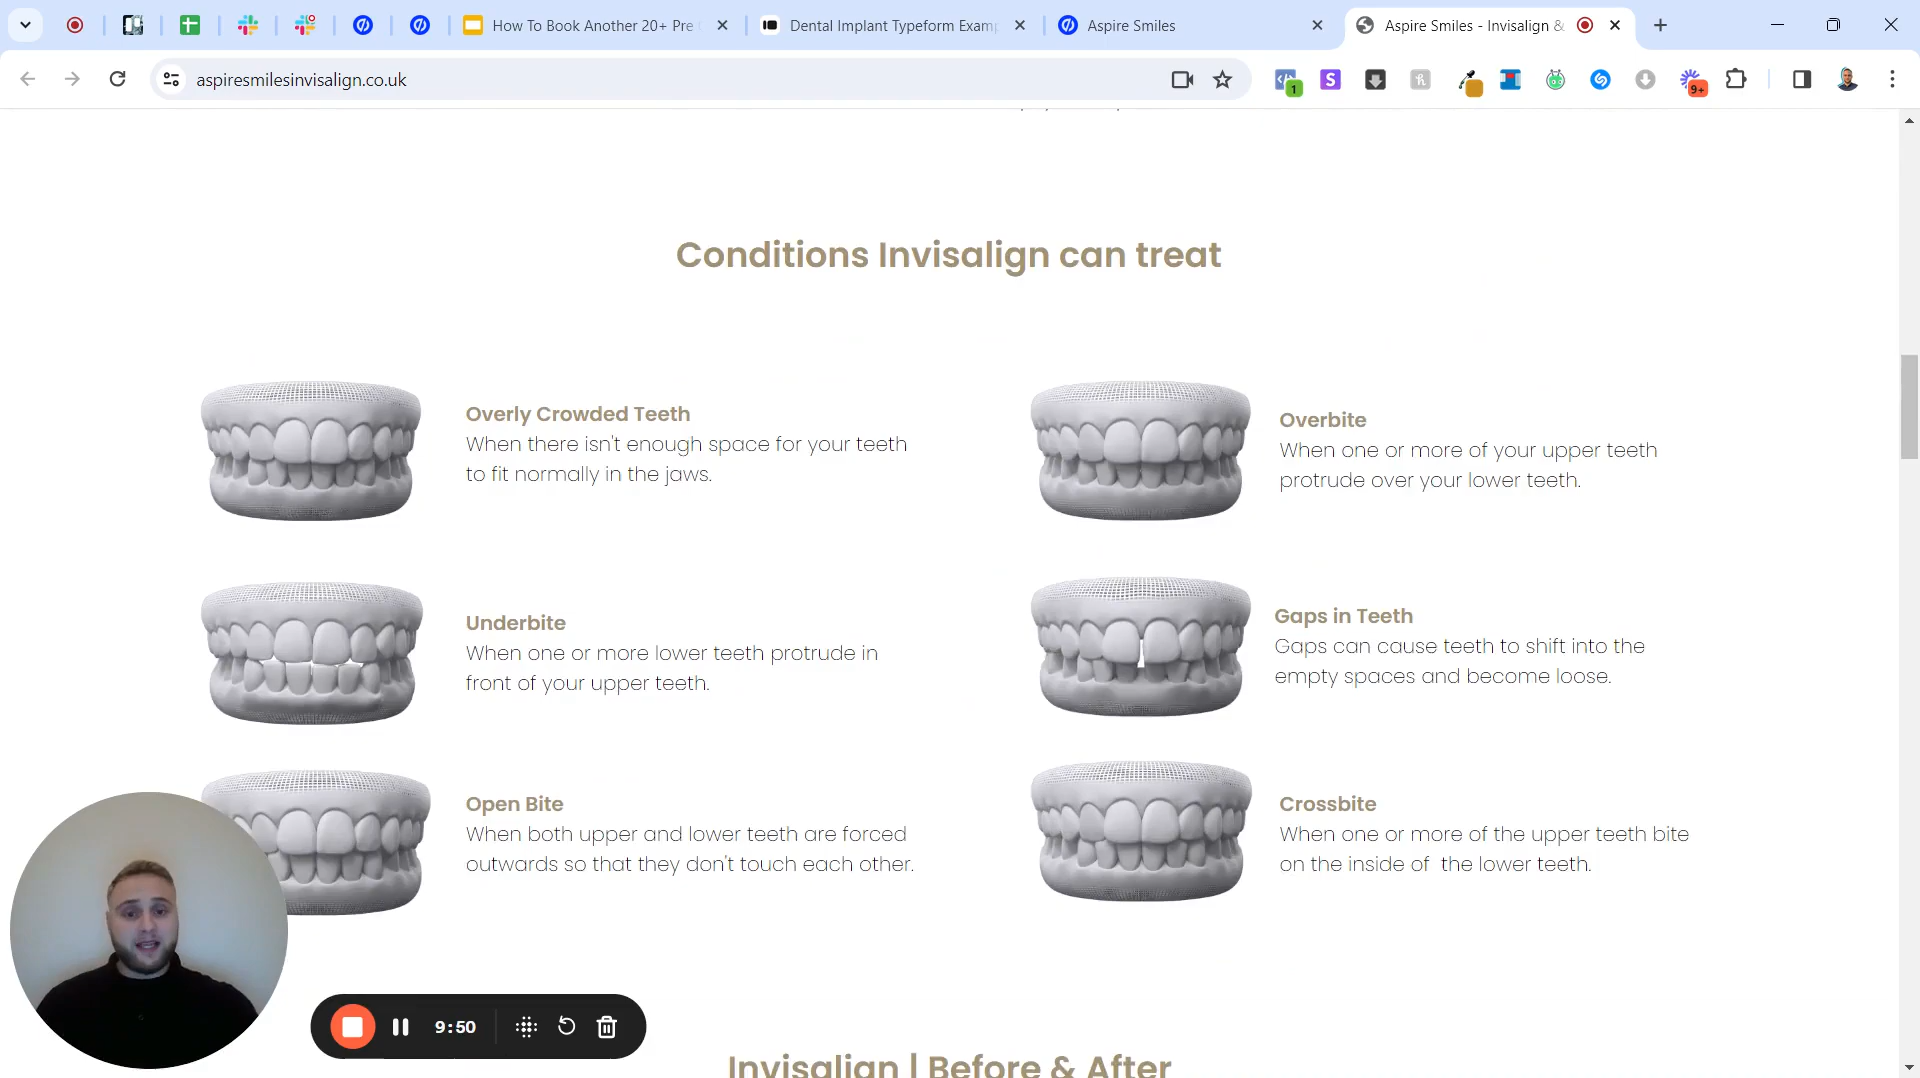 How To Book Another 20+ Pre
Dental Implant Typeform Exam
Aspire Smiles
Aspire Smiles - Invisalign &
aspiresmilesinvisalign.co.uk
1
S
9+
Conditions Invisalign can treat
Overly Crowded Teeth
When there isn't enough space for your teeth
to fit normally in the jaws.
Overbite
When one or more of your upper teeth
protrude over your lower teeth.
Underbite
When one or more lower teeth protrude in
front of your upper teeth.
Gaps in Teeth
Gaps can cause teeth to shift into the
empty spaces and become loose.
Open Bite
When both upper and lower teeth are forced
outwards so that they don't touch each other.
Crossbite
When one or more of the upper teeth bite
on the inside of  the lower teeth.
9:50
Invisalign | Before & After